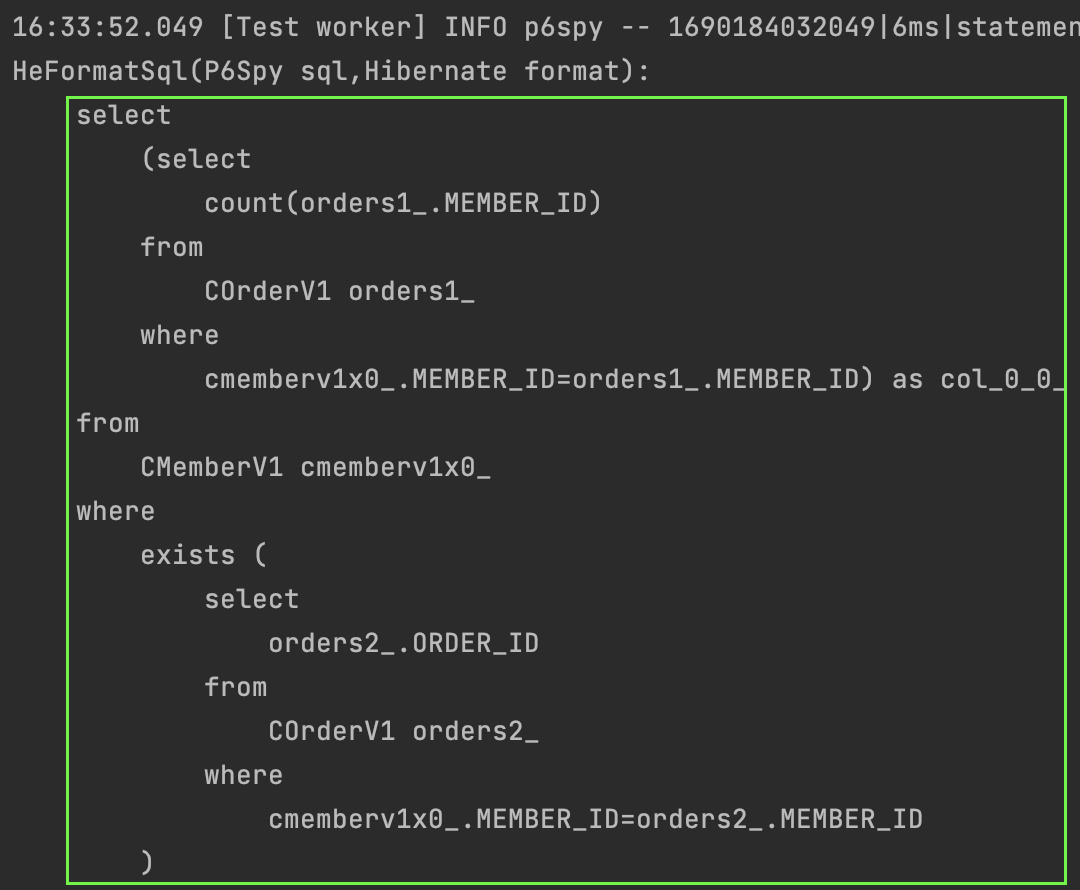 16:33:52.049 [Test worker] INFO p6spy -- 1690184032049|6ms|statemen
HeFormatSql(P6Spy sql,Hibernate format):
select
(select
count(orders1_.MEMBER_ID)
from
COrderV1 orders1_
where
cmemberv1x0_.MEMBER_ID=orders1_.MEMBER_ID) as col_0_0_
from
CMemberV1 cmemberv1x0_
where
exists (
select
orders2_.ORDER_ID
from
COrderV1 orders2_
where
cmemberv1x0_.MEMBER_ID=orders2_.MEMBER_ID
)